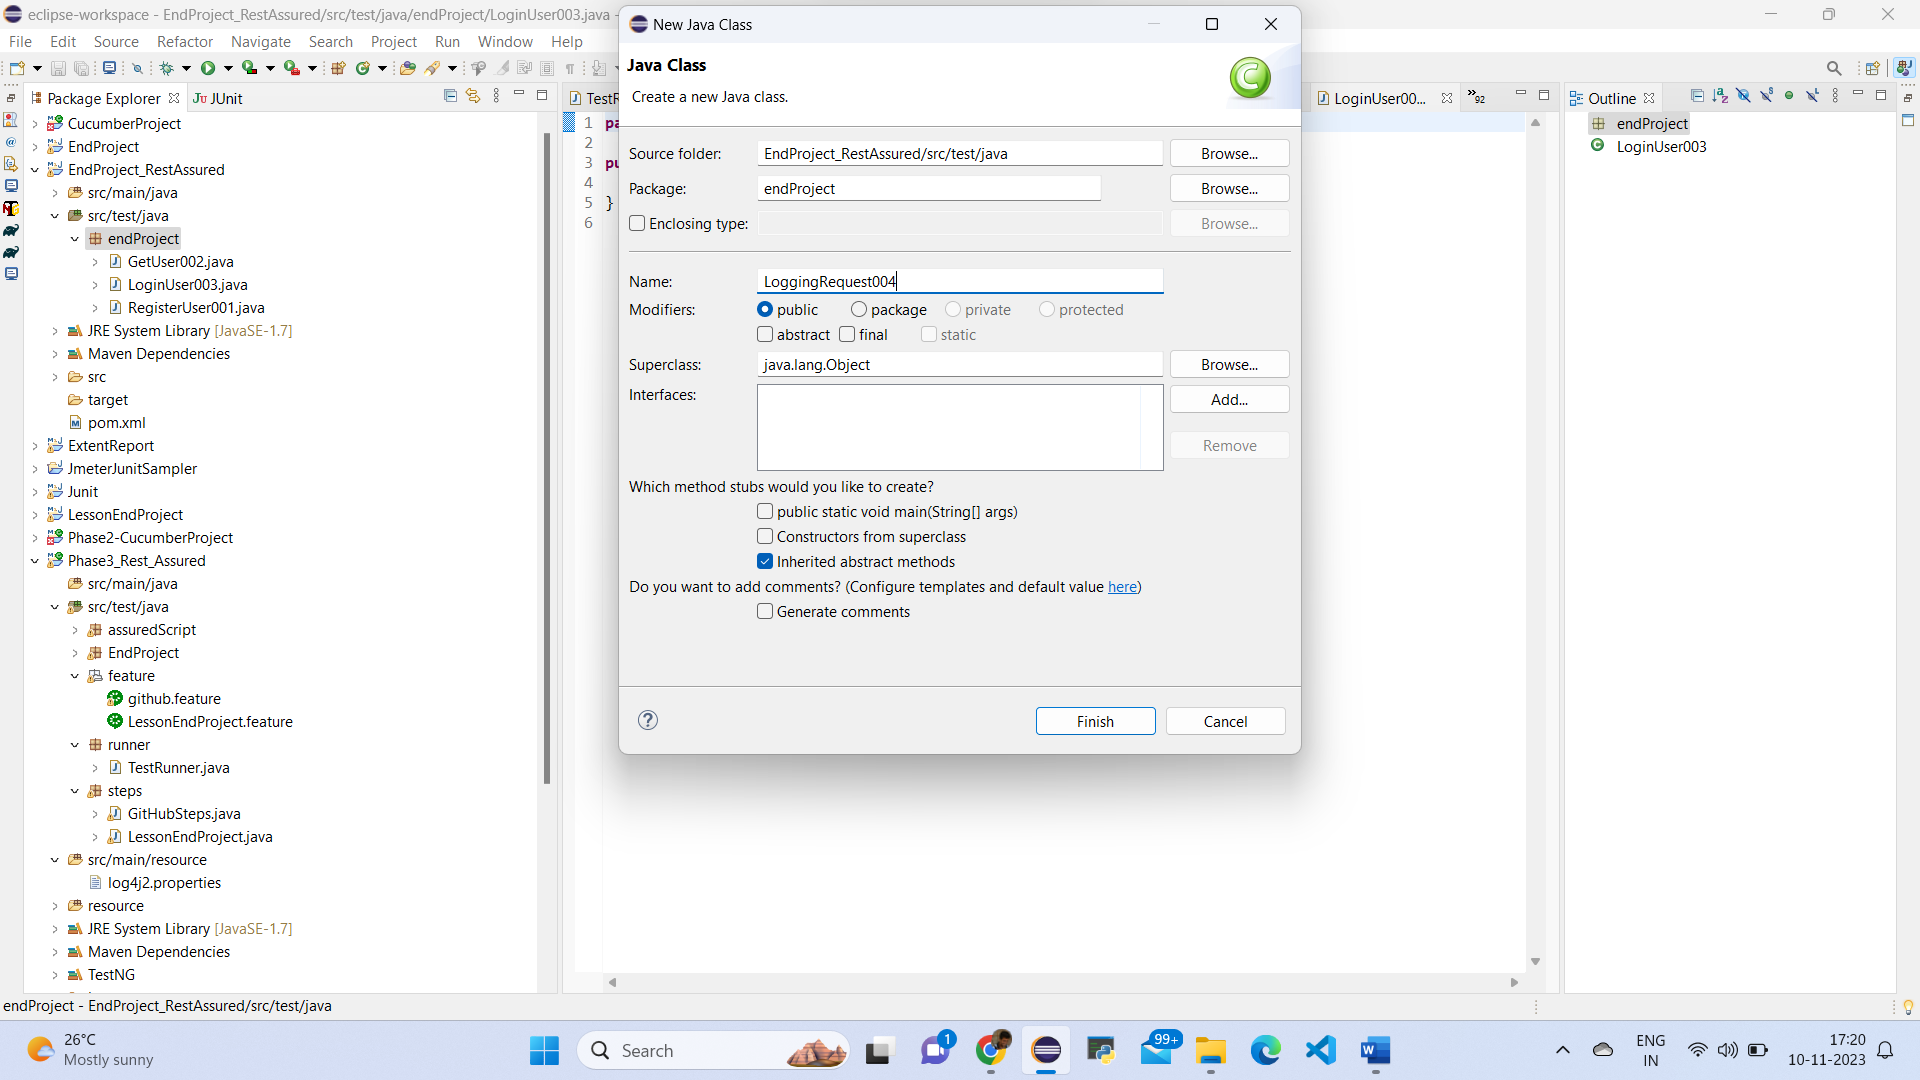 eclipse-workspace - EndProject_RestAssured/src/test/java/endProject/LoginUser003.java -
File Edit Source Refactor Navigate Search Project Run Window Help
Package Explorer JUnit
CucumberProject
EndProject
EndProject_RestAssured
src/main/java
src/test/java
endProject
GetUser002.java
LoginUser003.java
RegisterUser001.java
JRE System Library [JavaSE-1.7]
Maven Dependencies
src
target
pom.xml
ExtentReport
JmeterJunitSampler
Junit
LessonEndProject
Phase2-CucumberProject
Phase3_Rest_Assured
src/main/java
src/test/java
assuredScript
EndProject
feature
github.feature
LessonEndProject.feature
runner
TestRunner.java
steps
GitHubSteps.java
LessonEndProject.java
src/main/resource
log4j2.properties
resource
JRE System Library [JavaSE-1.7]
Maven Dependencies
TestNG
TestR
LoginUser00... »92
1 pa
2
3 pu
4
5 }
6
New Java Class
Java Class
Create a new Java class.
Source folder: EndProject_RestAssured/src/test/java Browse...
Package: endProject Browse...
Enclosing type: Browse...
Name: LoggingRequest004
Modifiers: public package private protected
abstract final static
Superclass: java.lang.Object Browse...
Interfaces: Add...
Remove
Which method stubs would you like to create?
public static void main(String[] args)
Constructors from superclass
Inherited abstract methods
Do you want to add comments? (Configure templates and default value here)
Generate comments
? Finish Cancel
Outline
endProject
LoginUser003
endProject - EndProject_RestAssured/src/test/java
26°C
Mostly sunny
Search
1
99+
ENG
IN
17:20
10-11-2023